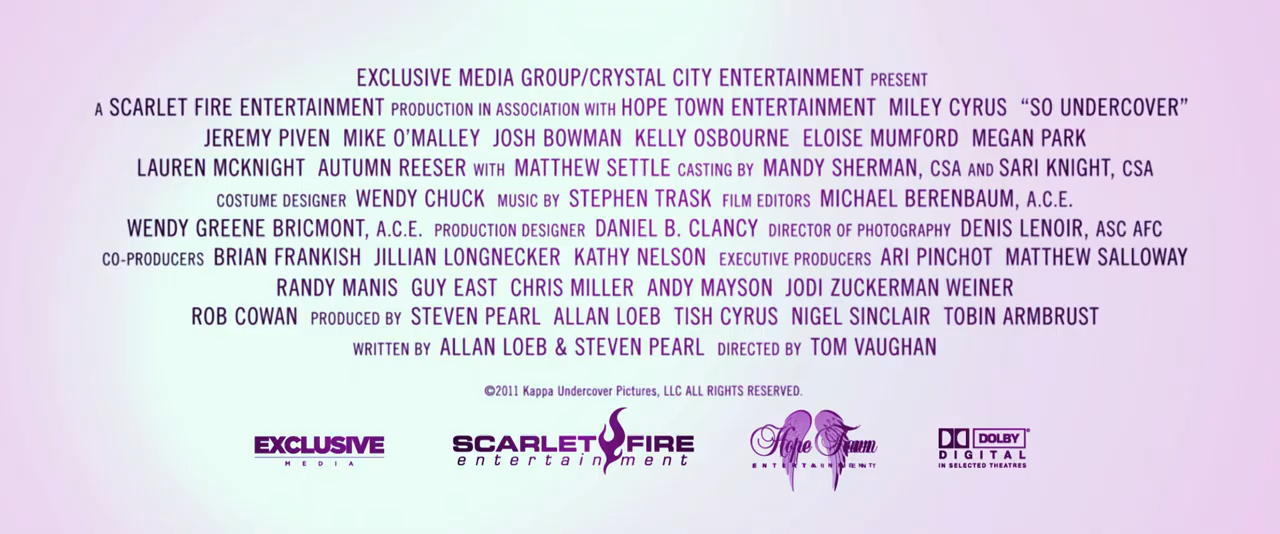 EXCLUSIVE MEDIA GROUP/CRYSTAL CITY ENTERTAINMENT PRESENT
A SCARLET FIRE ENTERTAINMENT PRODUCTION IN ASSOCIATION WITH HOPE TOWN ENTERTAINMENT MILEY CYRUS “SO UNDERCOVER”
JEREMY PIVEN MIKE O’MALLEY JOSH BOWMAN KELLY OSBOURNE ELOISE MUMFORD MEGAN PARK
LAUREN MCKNIGHT AUTUMN REESER WITH MATTHEW SETTLE CASTING BY MANDY SHERMAN, CSA AND SARI KNIGHT, CSA
COSTUME DESIGNER WENDY CHUCK MUSIC BY STEPHEN TRASK FILM EDITORS MICHAEL BERENBAUM, A.C.E.
WENDY GREENE BRICMONT, A.C.E. PRODUCTION DESIGNER DANIEL B. CLANCY DIRECTOR OF PHOTOGRAPHY DENIS LENOIR, ASC AFC
CO-PRODUCERS BRIAN FRANKISH JILLIAN LONGNECKER KATHY NELSON EXECUTIVE PRODUCERS ARI PINCHOT MATTHEW SALLOWAY
RANDY MANIS GUY EAST CHRIS MILLER ANDY MAYSON JODI ZUCKERMAN WEINER
ROB COWAN PRODUCED BY STEVEN PEARL ALLAN LOEB TISH CYRUS NIGEL SINCLAIR TOBIN ARMBRUST
WRITTEN BY ALLAN LOEB & STEVEN PEARL DIRECTED BY TOM VAUGHAN
©2011 Kappa Undercover Pictures, LLC ALL RIGHTS RESERVED.
EXCLUSIVE
MEDIA
SCARLET FIRE
entertainment
Hope Town
ENTERTAINMENT
DOLBY
DIGITAL
IN SELECTED THEATRES